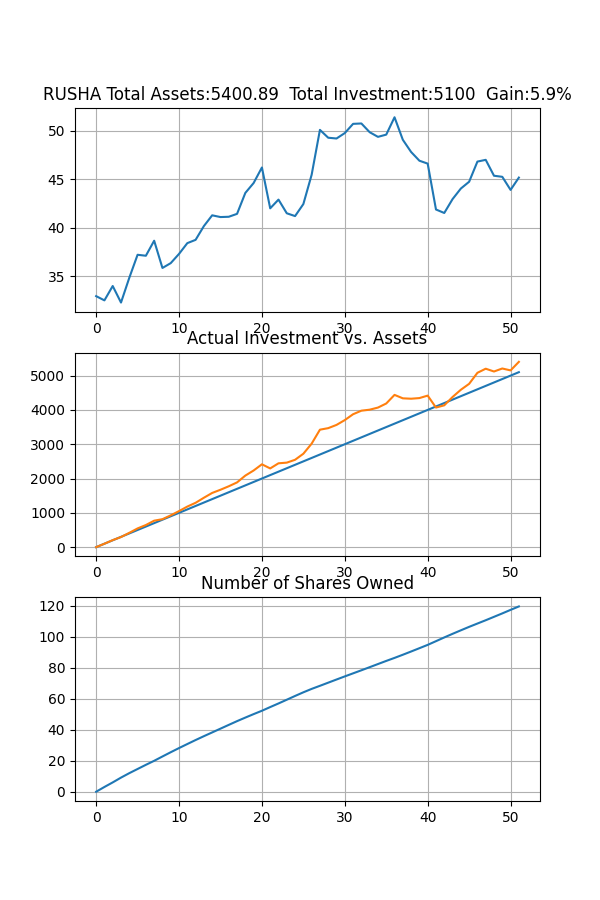 RUSHA Total Assets:5400.89  Total Investment:5100  Gain:5.9%
50
45
40
35
0 10 20 30 40 50
Actual Investment vs. Assets
5000
4000
3000
2000
1000
0
0 10 20 30 40 50
Number of Shares Owned
120
100
80
60
40
20
0
0 10 20 30 40 50